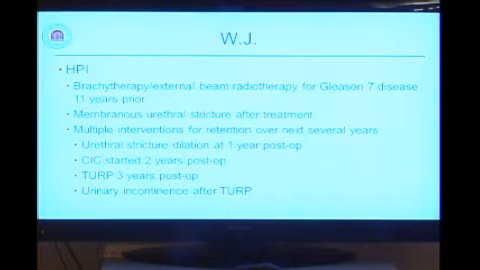 W.J.
• HPI
• Brachytherapy/external beam radiotherapy for Gleason 7 disease
11 years prior
• Membranous urethral stricture after treatment
• Multiple interventions for retention over next several years
• Urethral stricture dilation at 1 year post-op
• CIC started 2 years post-op
• TURP 3 years post-op
• Urinary incontinence after TURP